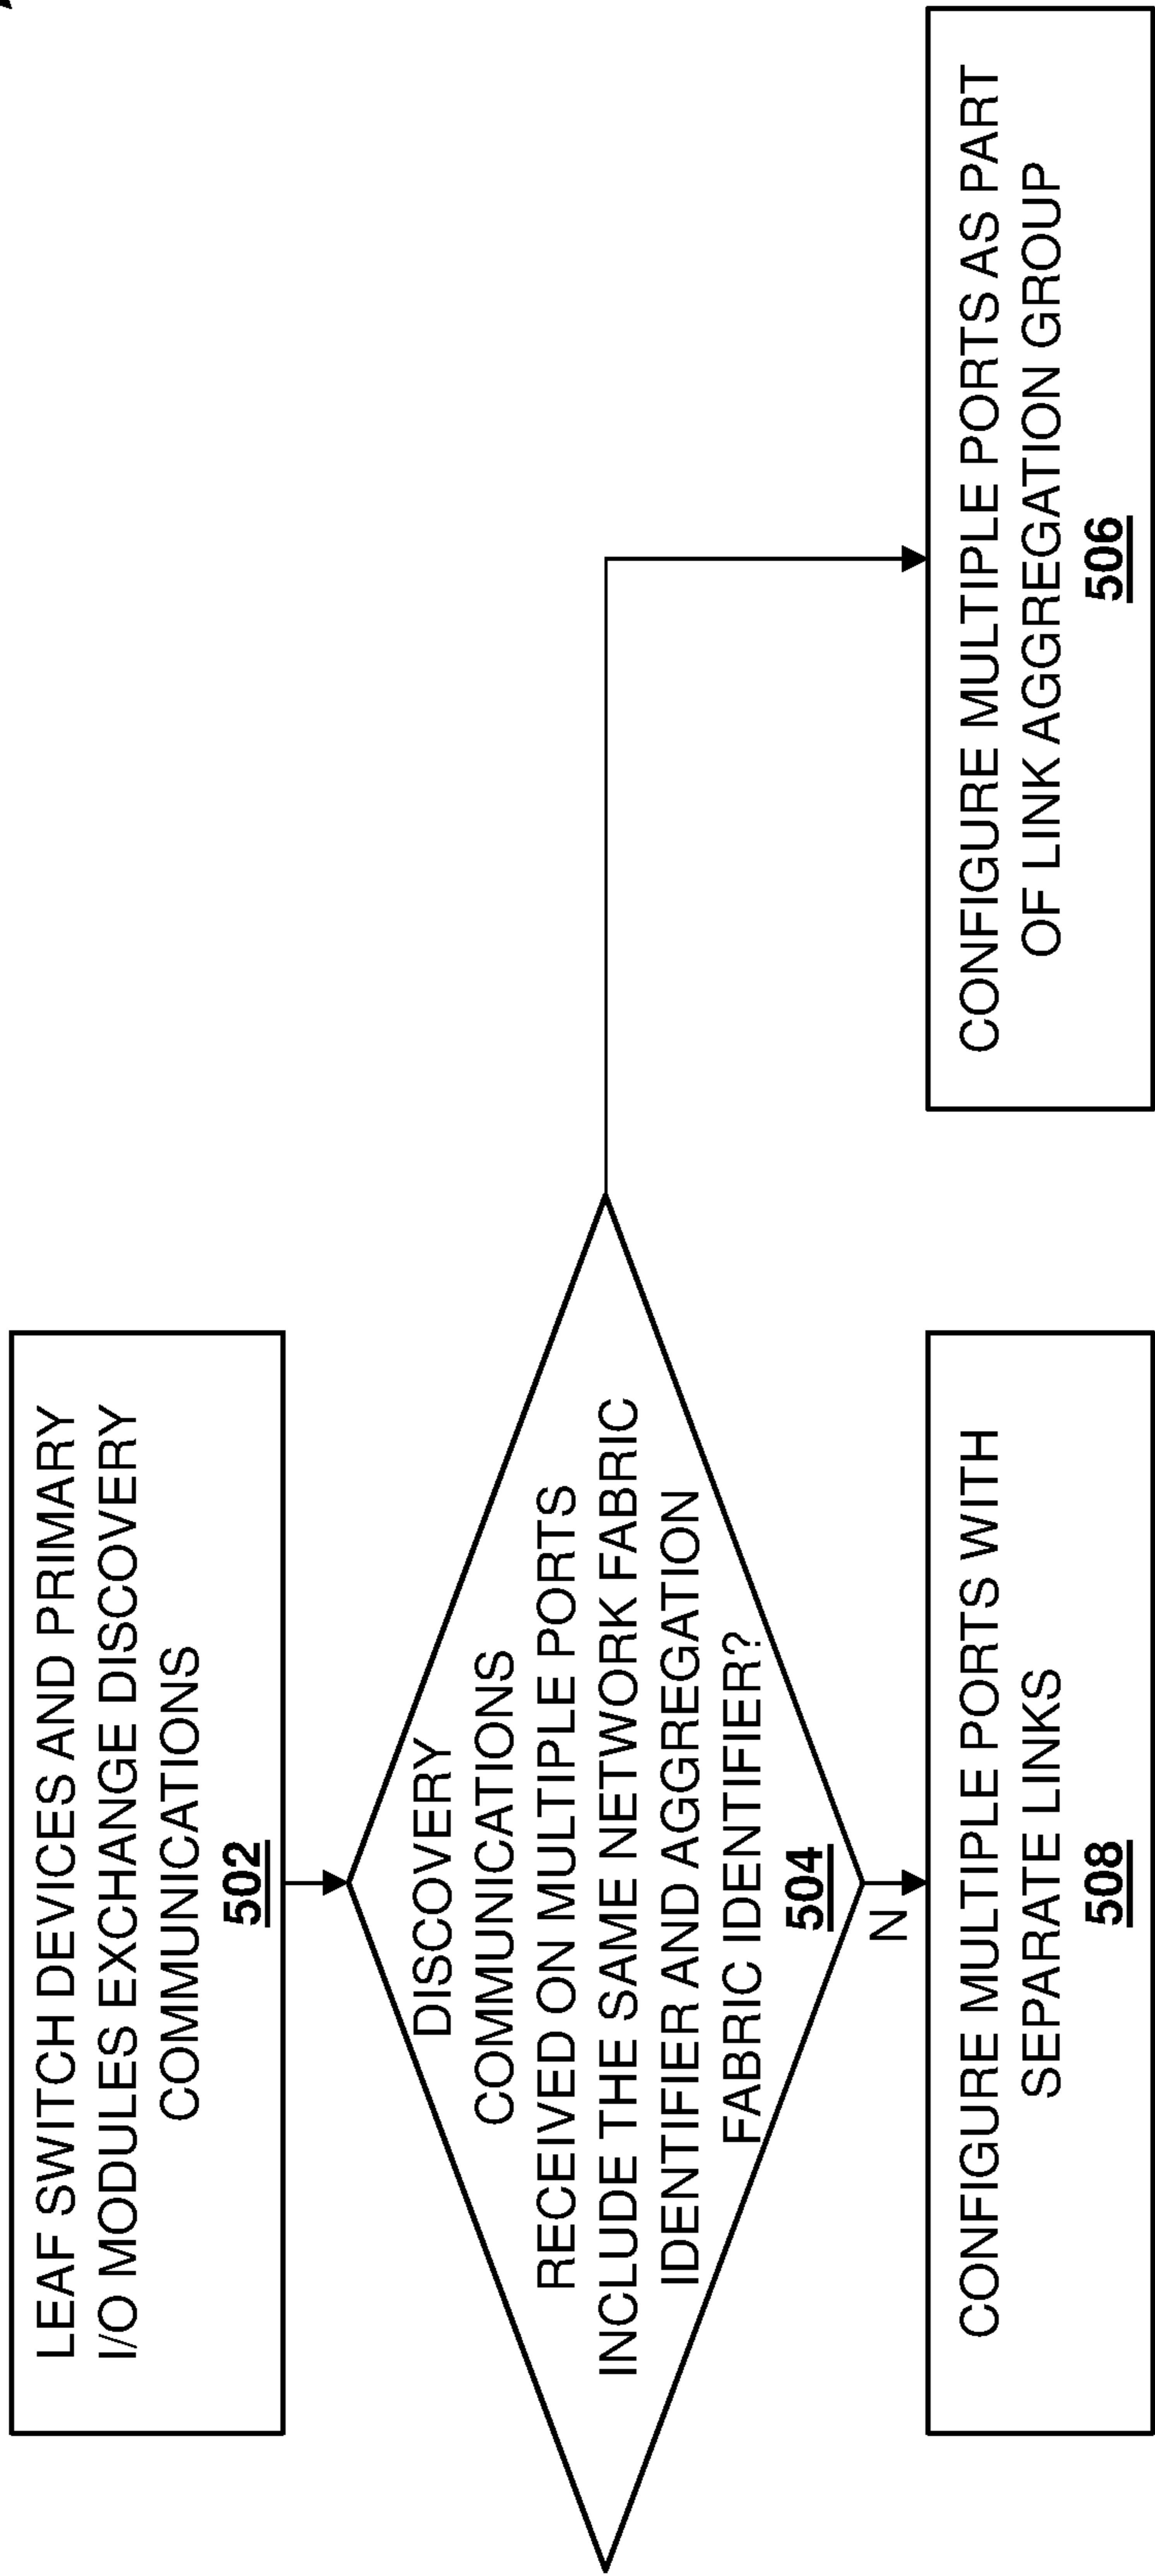 LEAF SWITCH DEVICES AND PRIMARY
I/O MODULES EXCHANGE DISCOVERY
COMMUNICATIONS
502
DISCOVERY
COMMUNICATIONS
RECEIVED ON MULTIPLE PORTS
INCLUDE THE SAME NETWORK FABRIC
IDENTIFIER AND AGGREGATION
FABRIC IDENTIFIER?
504
N
CONFIGURE MULTIPLE PORTS WITH
SEPARATE LINKS
508
CONFIGURE MULTIPLE PORTS AS PART
OF LINK AGGREGATION GROUP
506